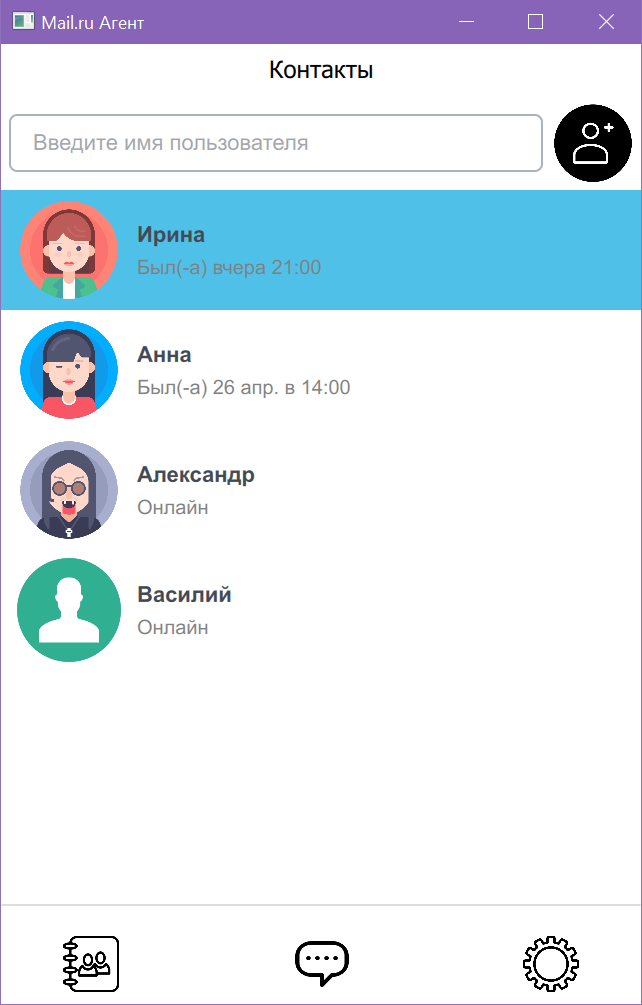 Mail.ru Агент
Контакты
Введите имя пользователя
Ирина
Был(-а) вчера 21:00
Анна
Был(-а) 26 апр. в 14:00
Александр
Онлайн
Василий
Онлайн